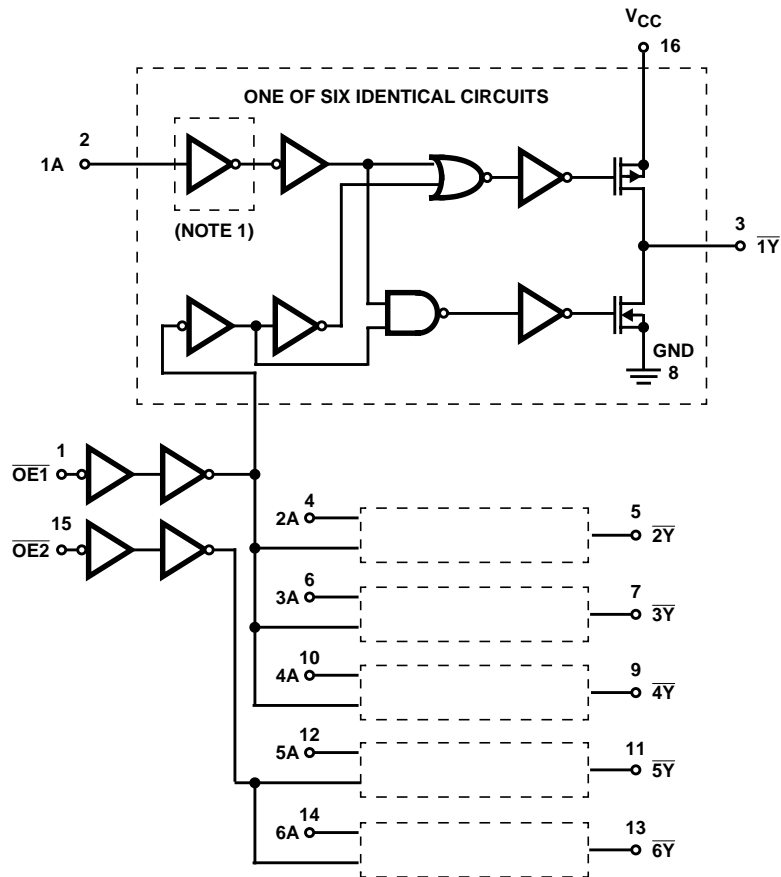 VCC
16
ONE OF SIX IDENTICAL CIRCUITS
2
1A
(NOTE 1)
3
1Y
GND
8
1
OE1
15
OE2
4
2A
5
2Y
6
3A
7
3Y
10
4A
9
4Y
12
5A
11
5Y
14
6A
13
6Y